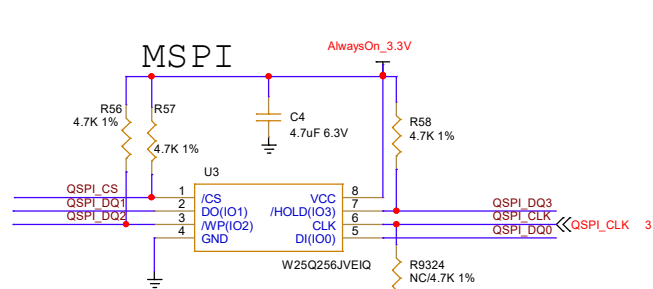 MSPI
AlwaysOn_3.3V
R56
4.7K 1%
R57
4.7K 1%
C4
4.7uF 6.3V
R58
4.7K 1%
U3
QSPI_CS
QSPI_DQ1
QSPI_DQ2
1
2
3
4
/CS
DO(IO1)
/WP(IO2)
GND
VCC
/HOLD(IO3)
CLK
DI(IO0)
8
7
6
5
QSPI_DQ3
QSPI_CLK
QSPI_DQ0
QSPI_CLK 3
W25Q256JVEIQ
R9324
NC/4.7K 1%